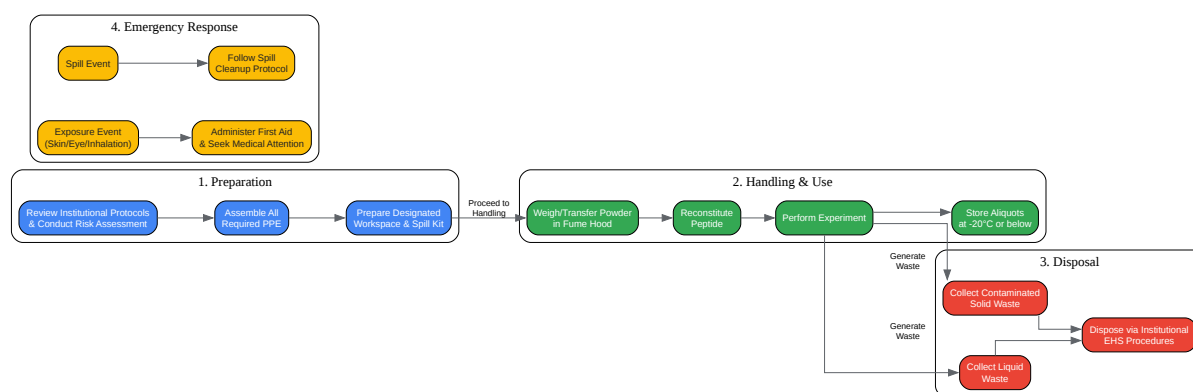 4. Emergency Response
Spill Event
Follow Spill
Cleanup Protocol
Exposure Event
(Skin/Eye/Inhalation)
Administer First Aid
& Seek Medical Attention
1. Preparation
Review Institutional Protocols
& Conduct Risk Assessment
Assemble All
Required PPE
Prepare Designated
Workspace & Spill Kit
Proceed to
Handling
2. Handling & Use
Weigh/Transfer Powder
in Fume Hood
Reconstitute
Peptide
Perform Experiment
Store Aliquots
at -20°C or below
Generate
Waste
Generate
Waste
3. Disposal
Collect Contaminated
Solid Waste
Collect Liquid
Waste
Dispose via Institutional
EHS Procedures